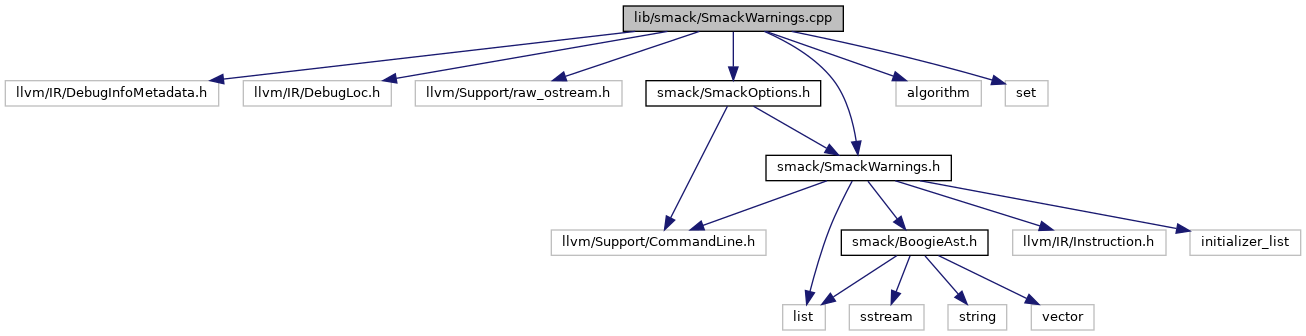 lib/smack/SmackWarnings.cpp
llvm/IR/DebugInfoMetadata.h
llvm/IR/DebugLoc.h
llvm/Support/raw_ostream.h
smack/SmackOptions.h
algorithm
set
smack/SmackWarnings.h
llvm/Support/CommandLine.h
smack/BoogieAst.h
llvm/IR/Instruction.h
initializer_list
list
sstream
string
vector